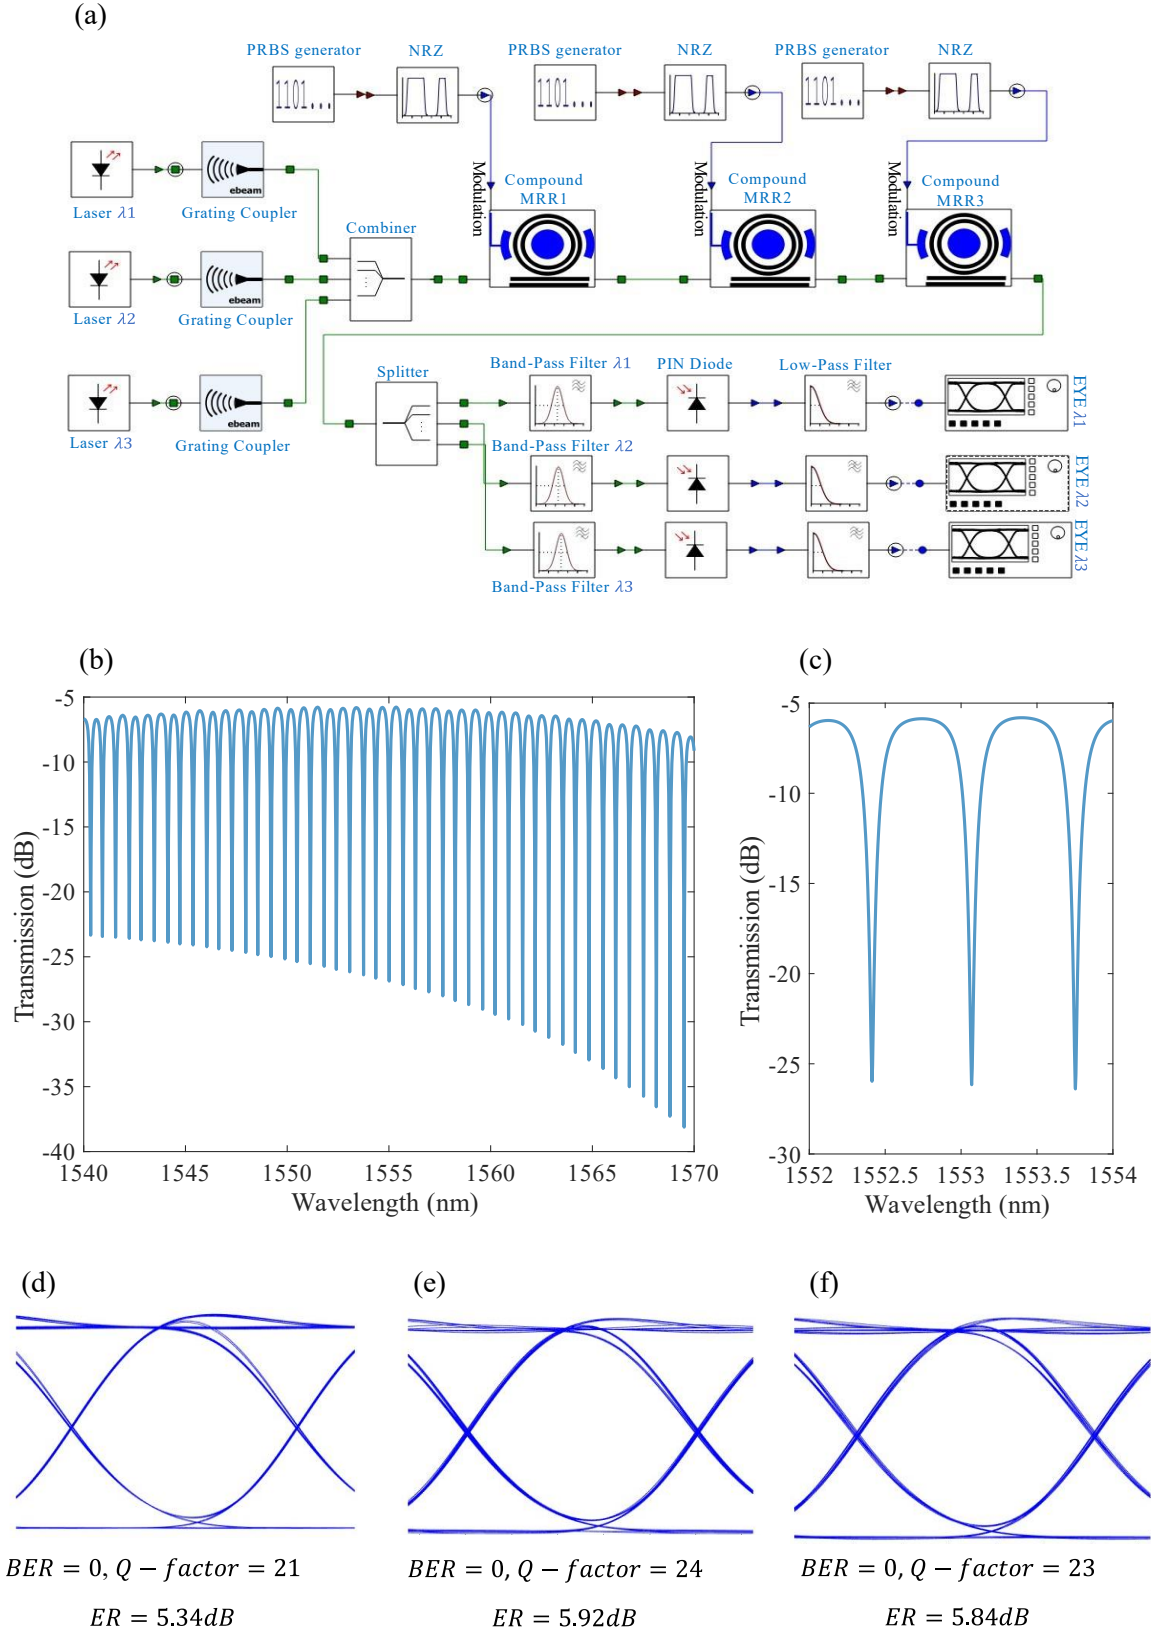 (a)
PRBS generator NRZ PRBS generator NRZ PRBS generator NRZ
1101... 1101... 1101...
Modulation Modulation Modulation
Compound
MRR1
Compound
MRR2
Compound
MRR3
ebeam
Laser λ1 Grating Coupler
Combiner
ebeam
Laser λ2 Grating Coupler
ebeam
Laser λ3 Grating Coupler
Splitter
Band-Pass Filter λ1 PIN Diode Low-Pass Filter
EYE λ1
Band-Pass Filter λ2
EYE λ2
Band-Pass Filter λ3
EYE λ3
(b)
-5
-10
-15
-20
-25
-30
-35
-40
Transmission (dB)
1540 1545 1550 1555 1560 1565 1570
Wavelength (nm)
(c)
-5
-10
-15
-20
-25
-30
Transmission (dB)
1552 1552.5 1553 1553.5 1554
Wavelength (nm)
(d) (e) (f)
BER = 0, Q − factor = 21
ER = 5.34dB
BER = 0, Q − factor = 24
ER = 5.92dB
BER = 0, Q − factor = 23
ER = 5.84dB